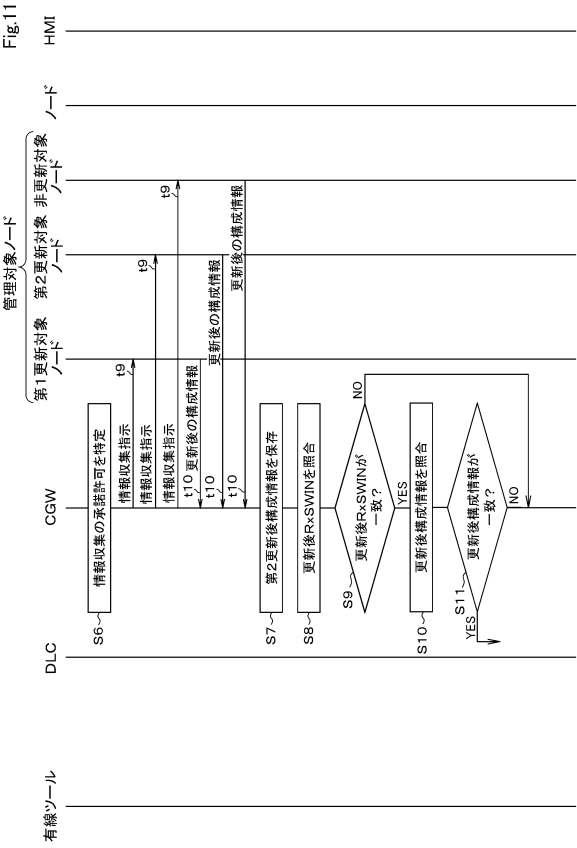 Fig.11
管理対象ノード
有線ツール
DLC
CGW
第1更新対象
ノード
第2更新対象
ノード
非更新対象
ノード
ノード
HMI
S6
情報収集の承諾許可を特定
情報収集指示
t9
情報収集指示
t9
情報収集指示
t9
t10
更新後の構成情報
t10
更新後の構成情報
t10
更新後の構成情報
S7
第2更新後構成情報を保存
S8
更新後RxSWINを照合
S9
更新後RxSWINが
一致?
NO
YES
S10
更新後構成情報を照合
S11
更新後構成情報が
一致?
YES
NO